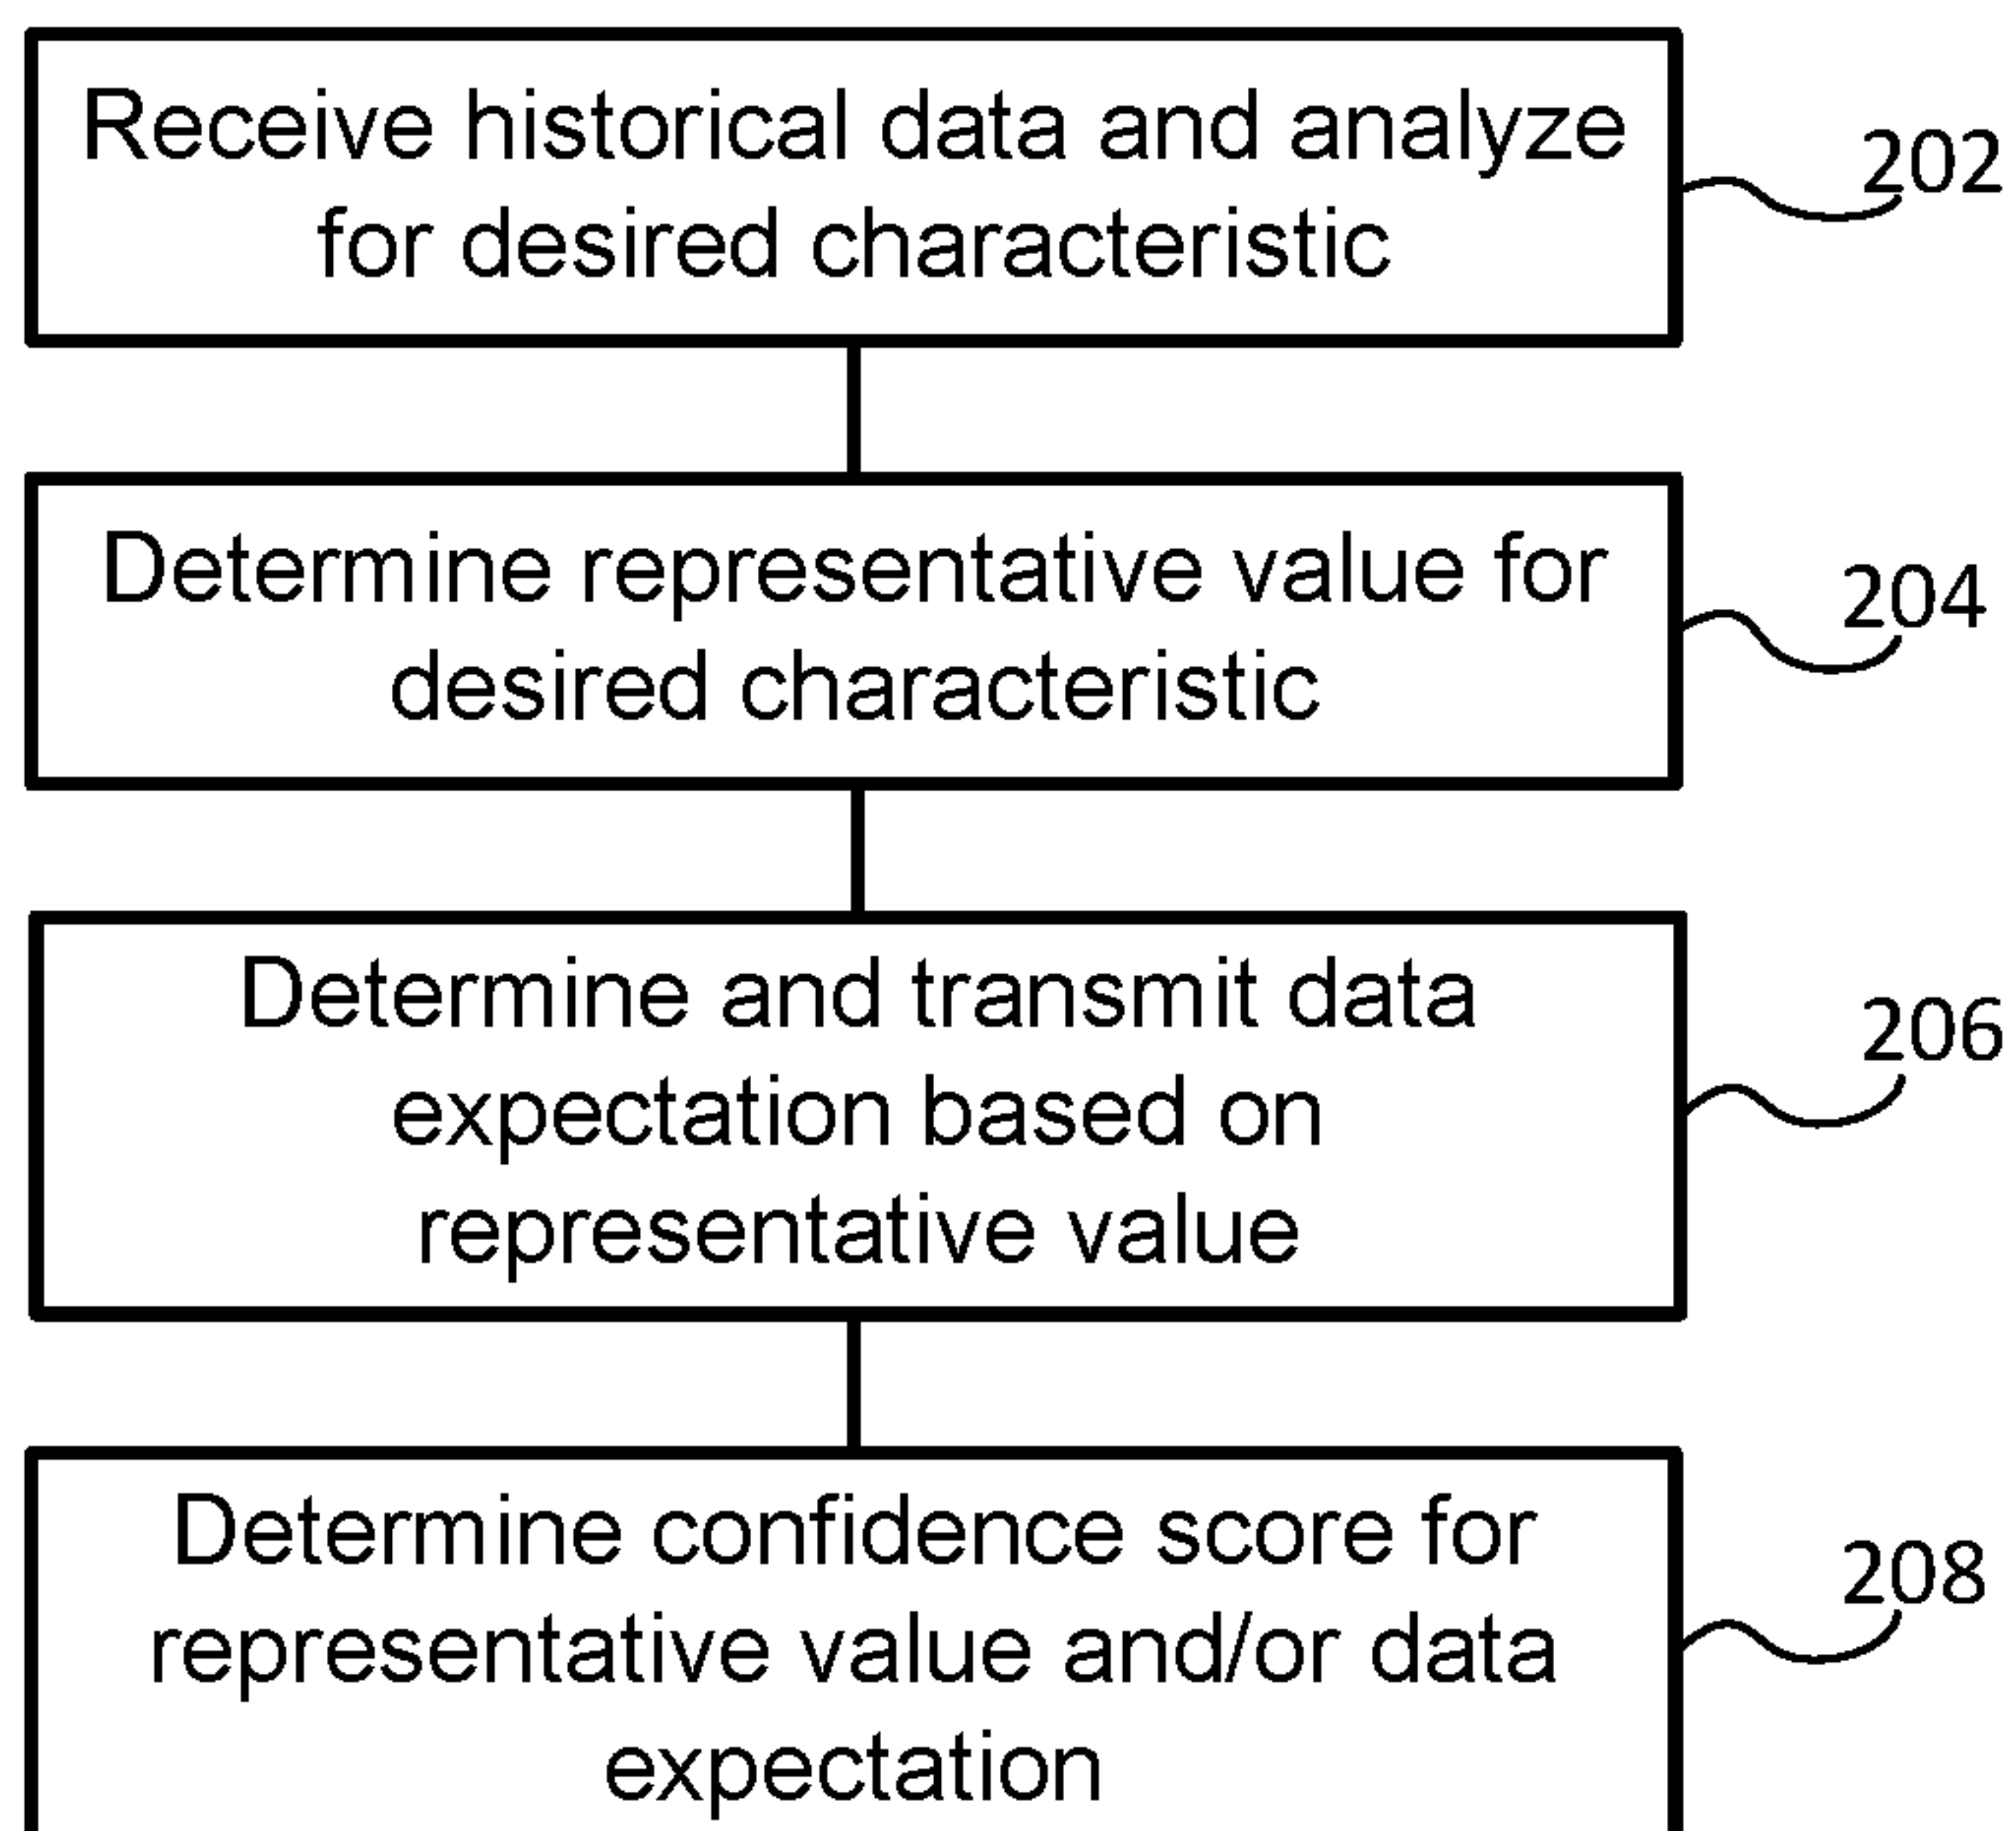 Receive historical data and analyze
for desired characteristic
202
Determine representative value for
desired characteristic
204
Determine and transmit data
expectation based on
representative value
206
Determine confidence score for
representative value and/or data
expectation
208